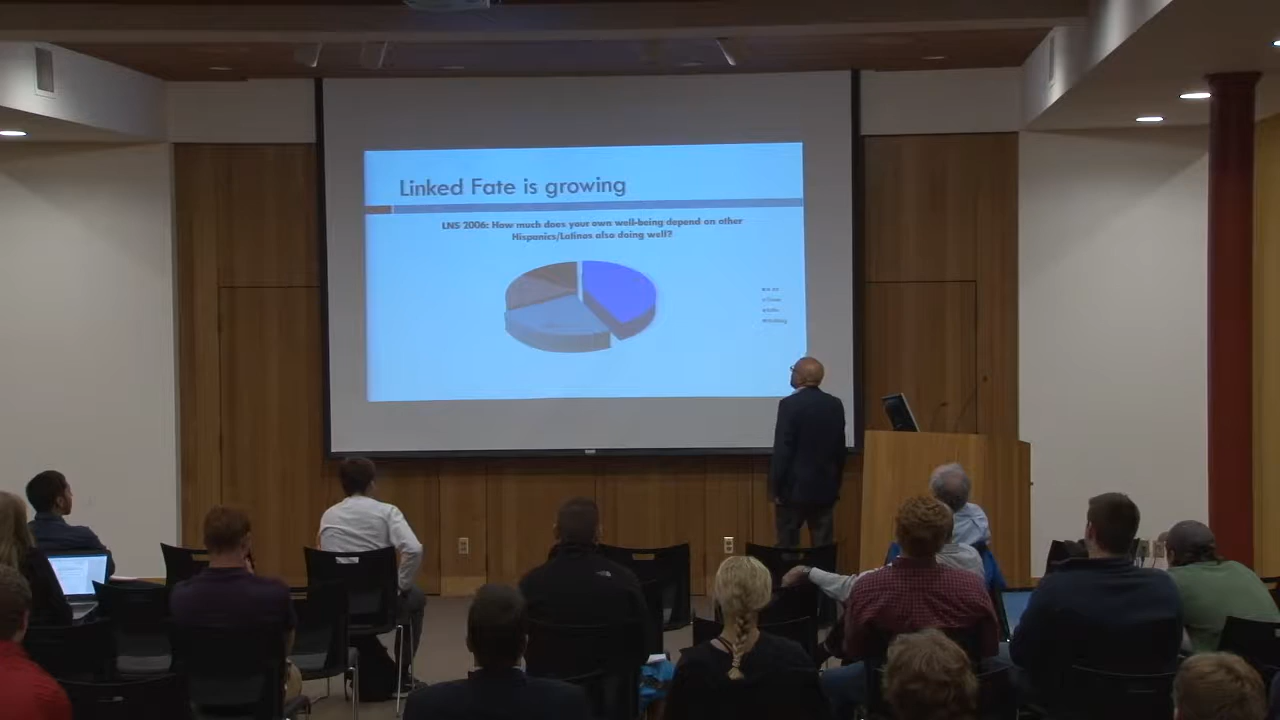 Linked Fate is growing
LNS 2006: How much does your own well-being depend on other
Hispanics/Latinos also doing well?